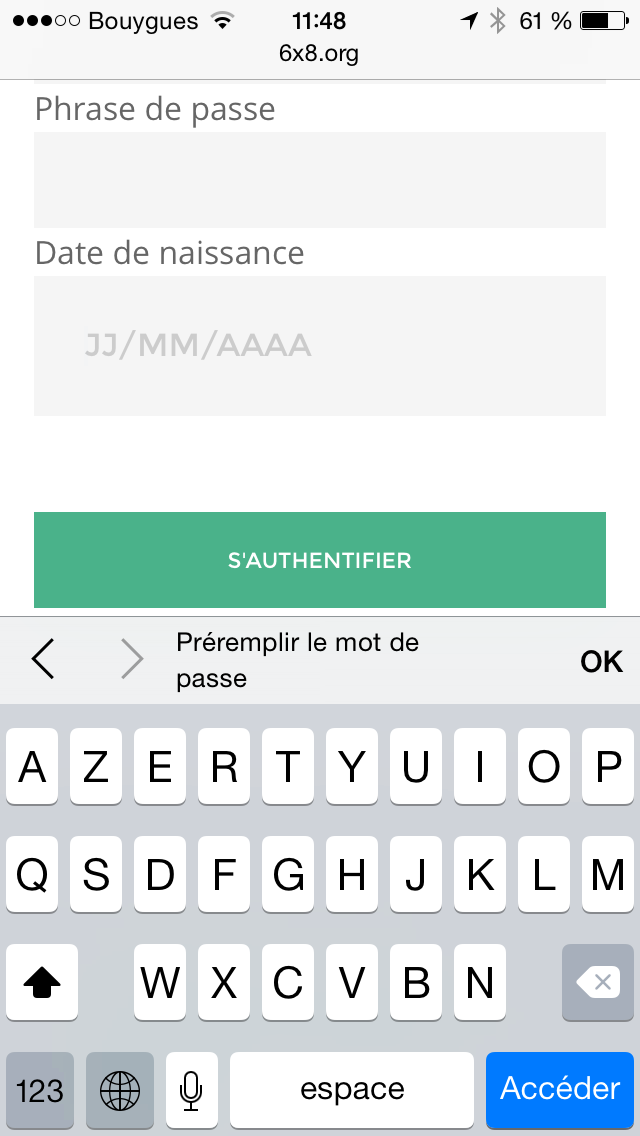 Bouygues 11:48 61 %
6x8.org
Phrase de passe
Date de naissance
JJ/MM/AAAA
S'AUTHENTIFIER
Préremplir le mot de
passe
OK
A Z E R T Y U I O P
Q S D F G H J K L M
W X C V B N
123 espace Accéder